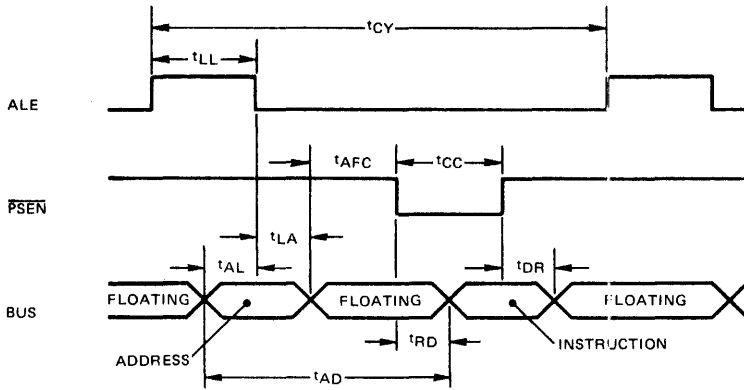 tCY
tLL
ALE
tAFC
tCC
PSEN
tLA
tAL
tDR
FLOATING
FLOATING
FLOATING
BUS
tRD
INSTRUCTION
ADDRESS
tAD